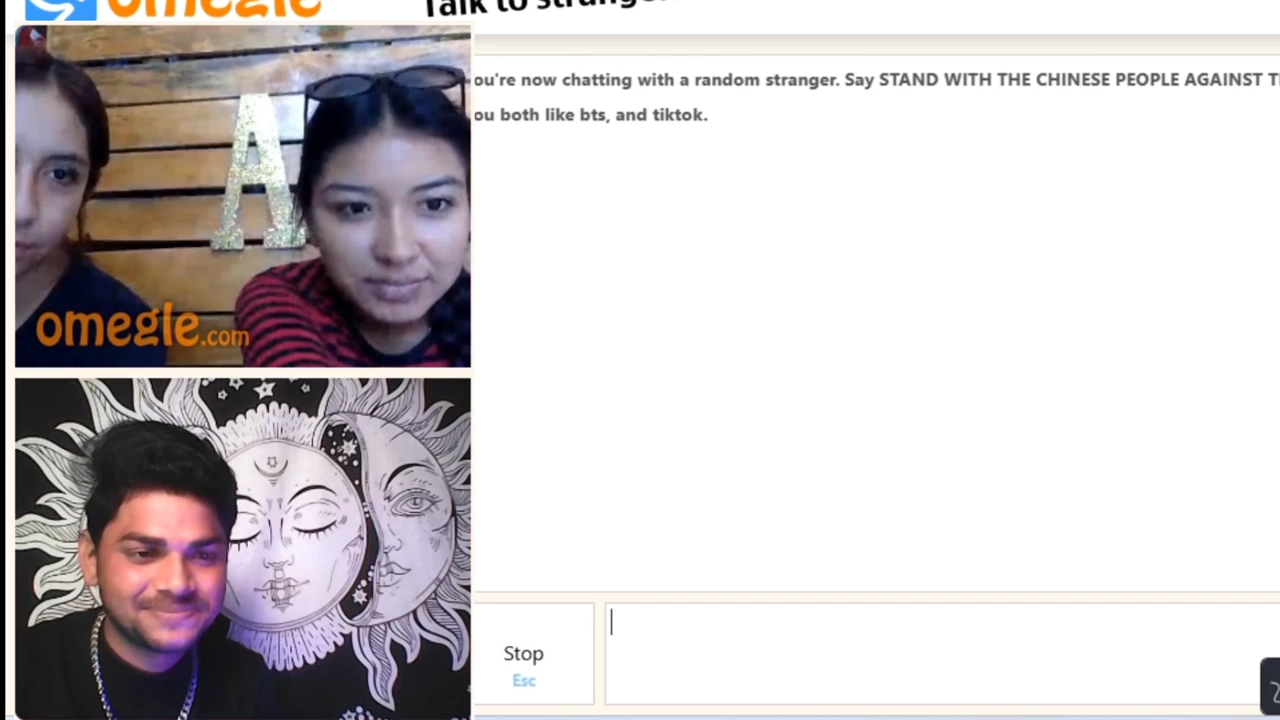 omegle
Talk to strangers
ou're now chatting with a random stranger. Say STAND WITH THE CHINESE PEOPLE AGAINST T
ou both like bts, and tiktok.
A
omegle.com
Stop
Esc